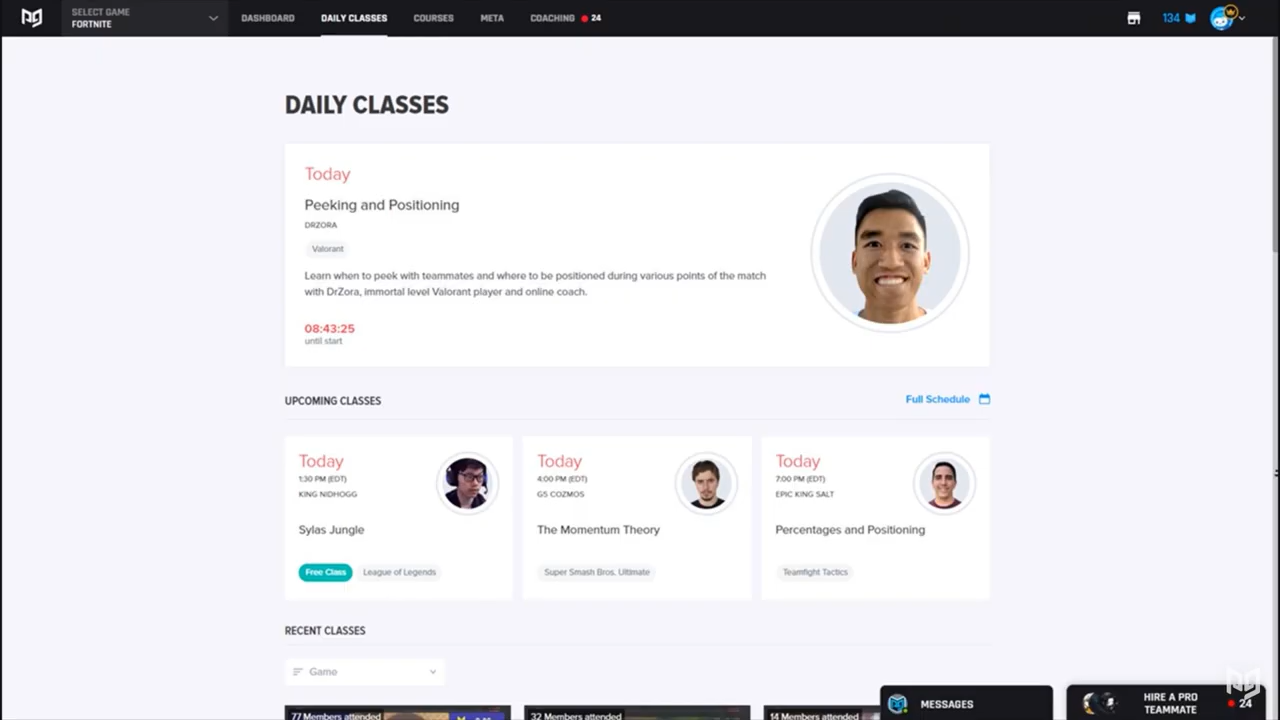 SELECT GAME
FORTNITE
DASHBOARD
DAILY CLASSES
COURSES
META
COACHING
24
134
DAILY CLASSES
Today
Peeking and Positioning
DRZORA
Valorant
Learn when to peek with teammates and where to be positioned during various points of the match
with DrZora, immortal level Valorant player and online coach.
08:43:25
until start
UPCOMING CLASSES
Full Schedule
Today
1:30 PM (EDT)
KING NIDHOGG
Sylas Jungle
Free Class
League of Legends
Today
4:00 PM (EDT)
G5 COZMOS
The Momentum Theory
Super Smash Bros. Ultimate
Today
7:00 PM (EDT)
EPIC KING SALT
Percentages and Positioning
Teamfight Tactics
RECENT CLASSES
Game
77 Members attended
32 Members attended
14 Members attended
MESSAGES
HIRE A PRO
TEAMMATE
24